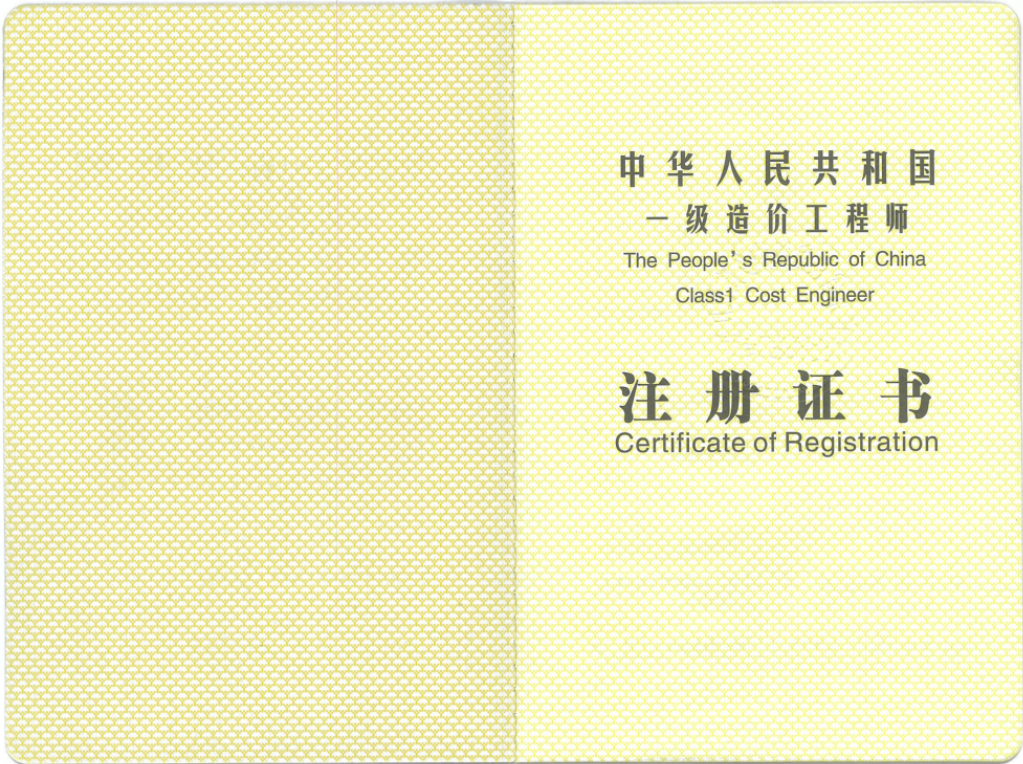 中华人民共和国
一级造价工程师
The People's Republic of China
Class1 Cost Engineer
注册证书
Certificate of Registration